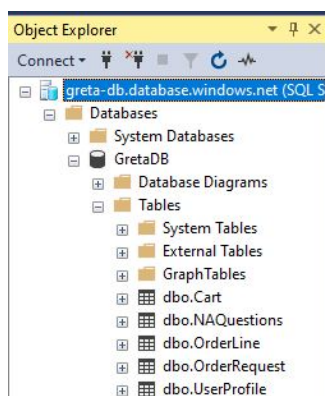 Object Explorer
Connect
greta-db.database.windows.net (SQL S
Databases
System Databases
GretaDB
Database Diagrams
Tables
System Tables
External Tables
GraphTables
dbo.Cart
dbo.NAQuestions
dbo.OrderLine
dbo.OrderRequest
dbo.UserProfile